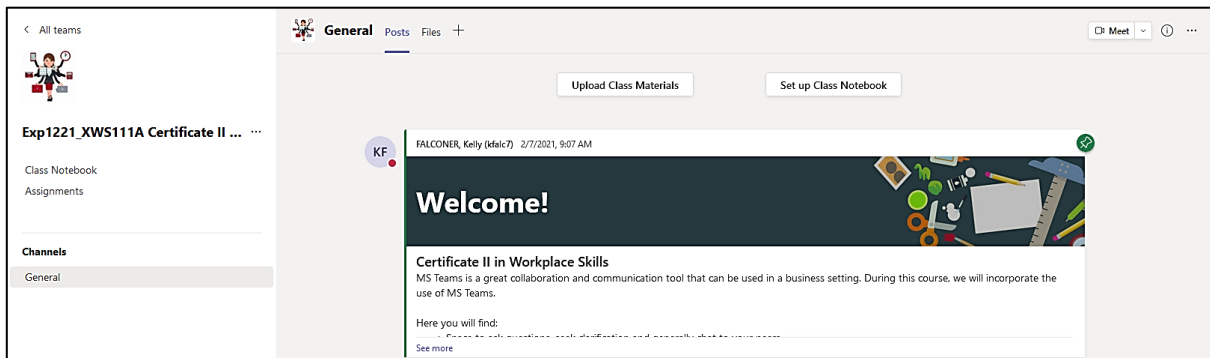 All teams
Exp1221_XWS111A Certificate II ...
Class Notebook
Assignments
Channels
General
General Posts Files
Meet
Upload Class Materials Set up Class Notebook
KF
FALCONER, Kelly (kfalc7) 2/7/2021, 9:07 AM
Welcome!
Certificate II in Workplace Skills
MS Teams is a great collaboration and communication tool that can be used in a business setting. During this course, we will incorporate the
use of MS Teams.
Here you will find:
See more